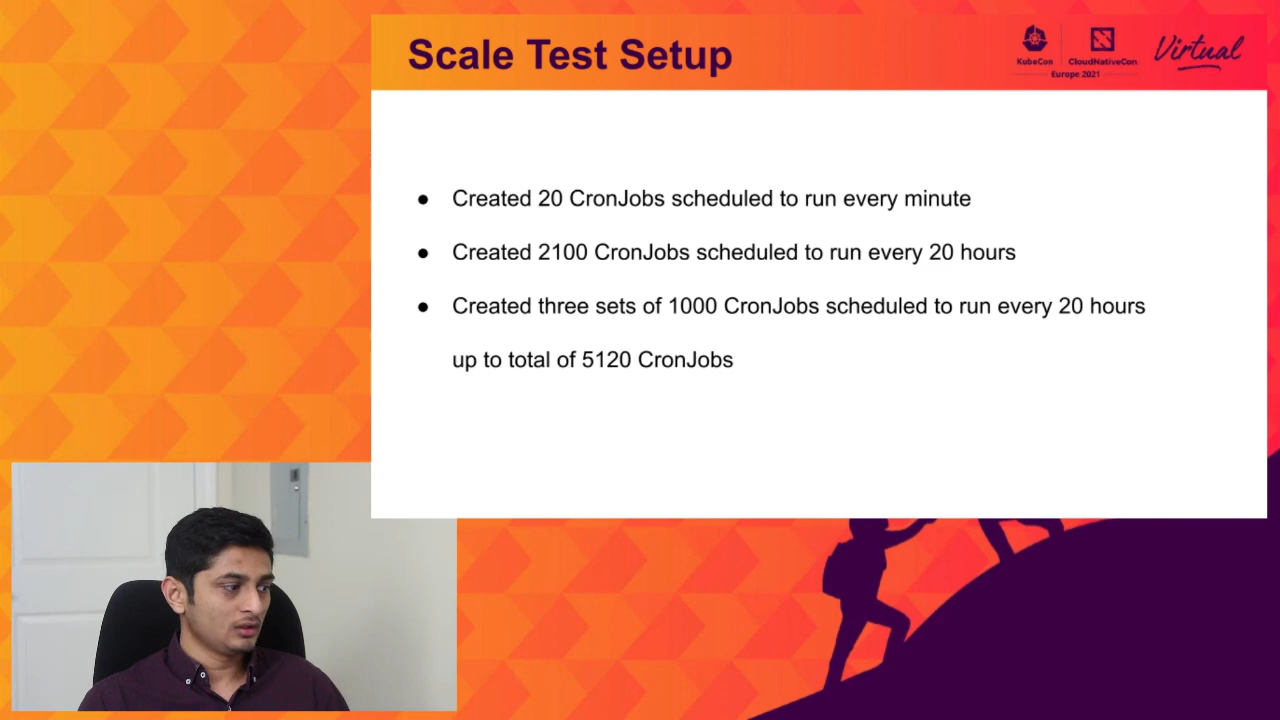 Scale Test Setup
KubeCon
CloudNativeCon
Europe 2021
Virtual
● Created 20 CronJobs scheduled to run every minute
● Created 2100 CronJobs scheduled to run every 20 hours
● Created three sets of 1000 CronJobs scheduled to run every 20 hours
up to total of 5120 CronJobs